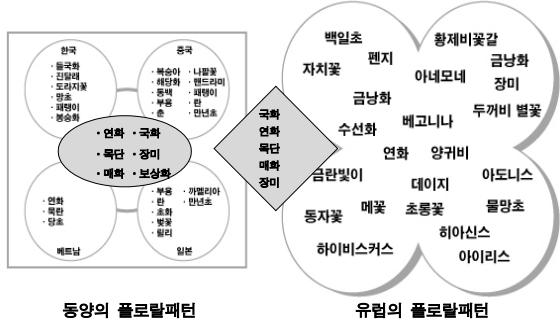 한국
· 들국화
· 진달래
· 도라지꽃
· 망초
· 패랭이
· 봉숭화
중국
· 복숭아 · 나팔꽃
· 해당화 · 맨드라미
· 동백 · 패랭이
· 부용 · 란
· 춘 · 만년초
· 연화 · 국화
· 목단 · 장미
· 매화 · 보상화
· 연화
· 목란
· 당초
베트남
· 부용 · 까멜리아
· 란 · 만년초
· 초화
· 벚꽃
· 릴리
일본
동양의 플로랄패턴
국화
연화
목단
매화
장미
백일초
황제비꽃갈
자치꽃
펜지
금낭화
아네모네
장미
금낭화
두꺼비 별꽃
수선화
베고니나
연화
양귀비
금란빛이
데이지
아도니스
동자꽃
메꽃
초롱꽃
물망초
히아신스
하이비스커스
아이리스
유럽의 플로랄패턴